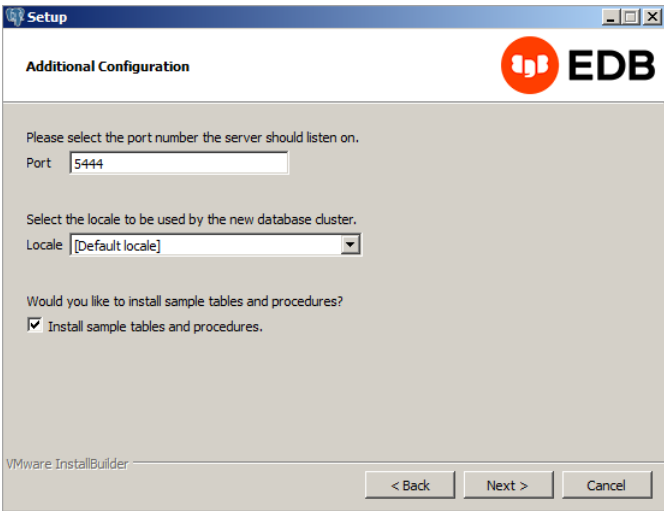 Setup
Additional Configuration
EDB
Please select the port number the server should listen on.
Port 5444
Select the locale to be used by the new database cluster.
Locale [Default locale]
Would you like to install sample tables and procedures?
Install sample tables and procedures.
VMware InstallBuilder
< Back Next > Cancel